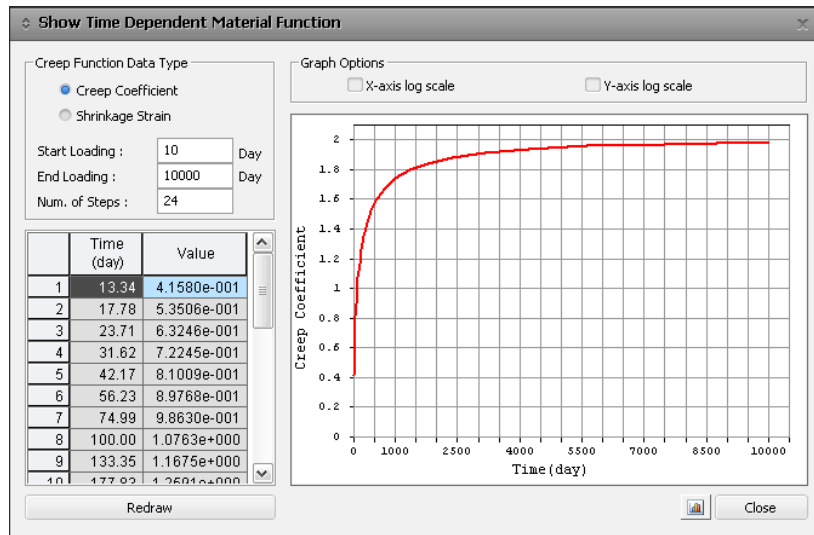 Show Time Dependent Material Function
Creep Function Data Type
Creep Coefficient
Shrinkage Strain
Start Loading : 10 Day
End Loading : 10000 Day
Num. of Steps : 24
Time (day) Value
1 13.34 4.1580e-001
2 17.78 5.3506e-001
3 23.71 6.3246e-001
4 31.62 7.2245e-001
5 42.17 8.1009e-001
6 56.23 8.9768e-001
7 74.99 9.8630e-001
8 100.00 1.0763e+000
9 133.35 1.1675e+000
10 177.83
Redraw
Graph Options
X-axis log scale
Y-axis log scale
Creep Coefficient
2
1.8
1.6
1.4
1.2
1
0.8
0.6
0.4
0.2
0
0 1000 2500 4000 5500 7000 8500 10000
Time(day)
Close